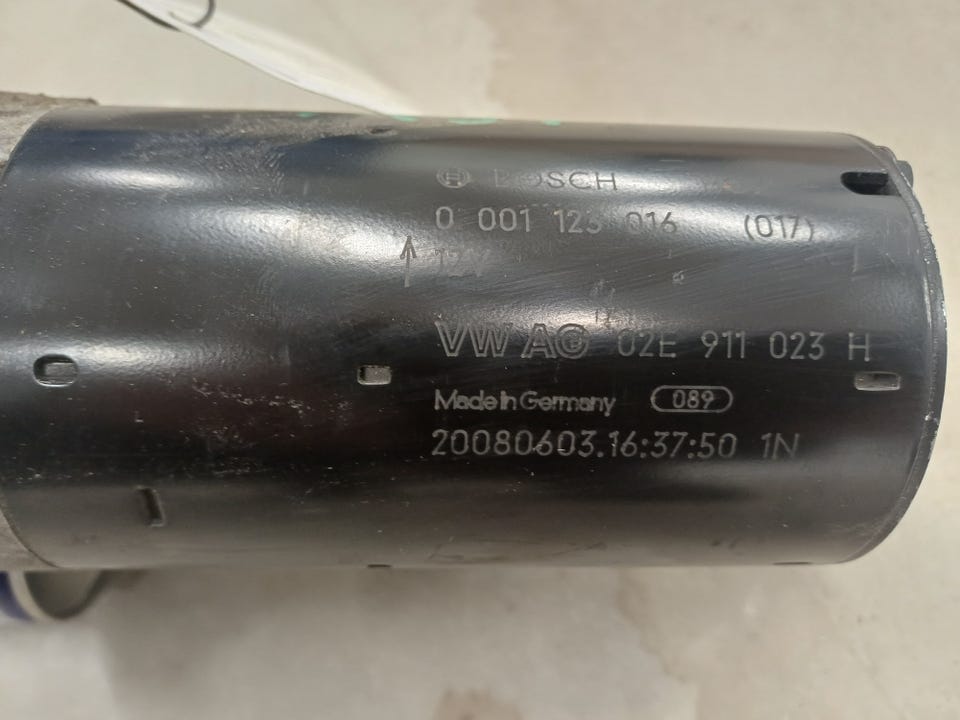 BOSCH
0 001 123 016 (017)
12V
VW AG 02E 911 023 H
Made in Germany 089
20080603.16:37:50 1N